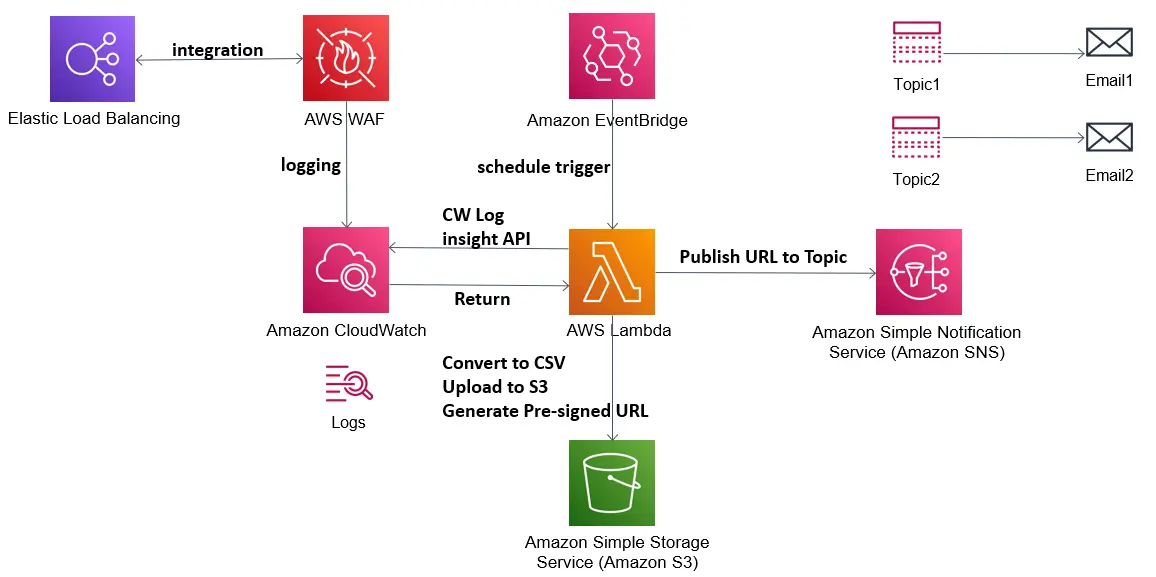 integration
Elastic Load Balancing
AWS WAF
Amazon EventBridge
Topic1
Email1
Topic2
Email2
logging
schedule trigger
CW Log
insight API
Publish URL to Topic
Return
Amazon CloudWatch
AWS Lambda
Amazon Simple Notification
Service (Amazon SNS)
Logs
Convert to CSV
Upload to S3
Generate Pre-signed URL
Amazon Simple Storage
Service (Amazon S3)